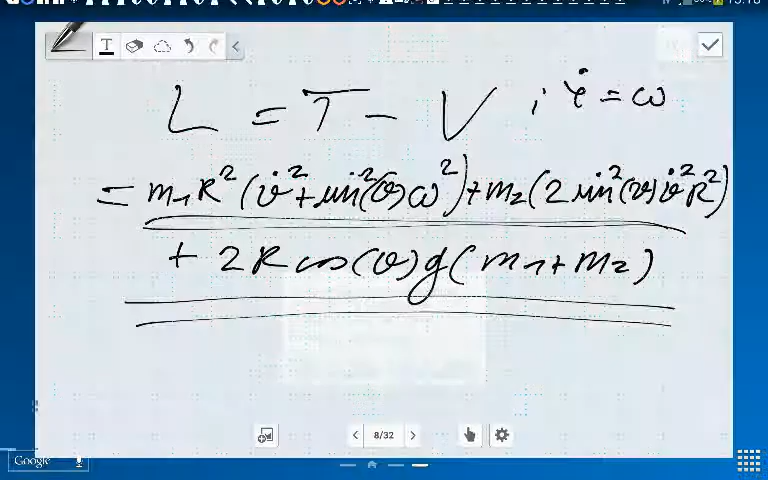 L = T - V ; φ̇ = ω
= m₁R²(ϑ̇² + sin²(ϑ)ω²) + m₂(2 sin²(ϑ)ϑ̇²R²)
+ 2R cos(ϑ)g(m₁+m₂)
8/32
Google